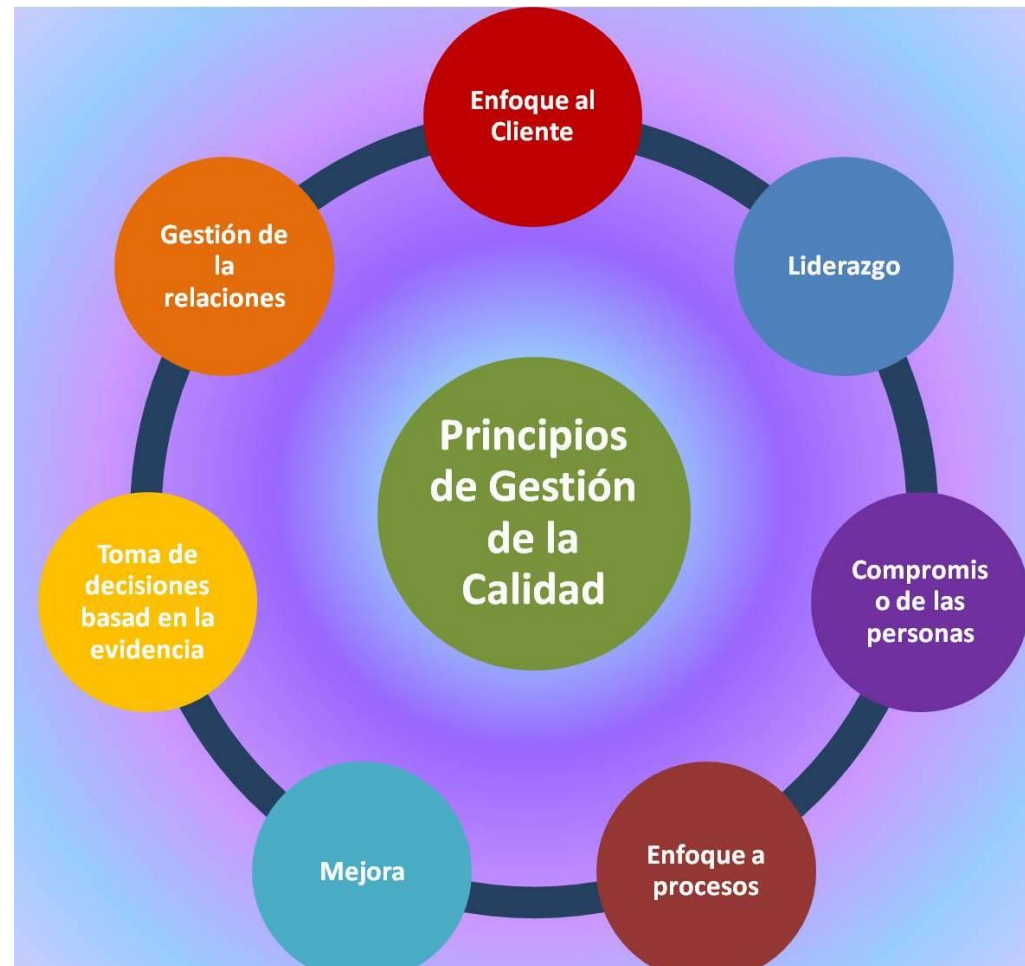 Enfoque al
Cliente
Liderazgo
Compromis
o de las
personas
Enfoque a
procesos
Mejora
Toma de
decisiones
basad en la
evidencia
Gestión de
la
relaciones
Principios
de Gestión
de la
Calidad